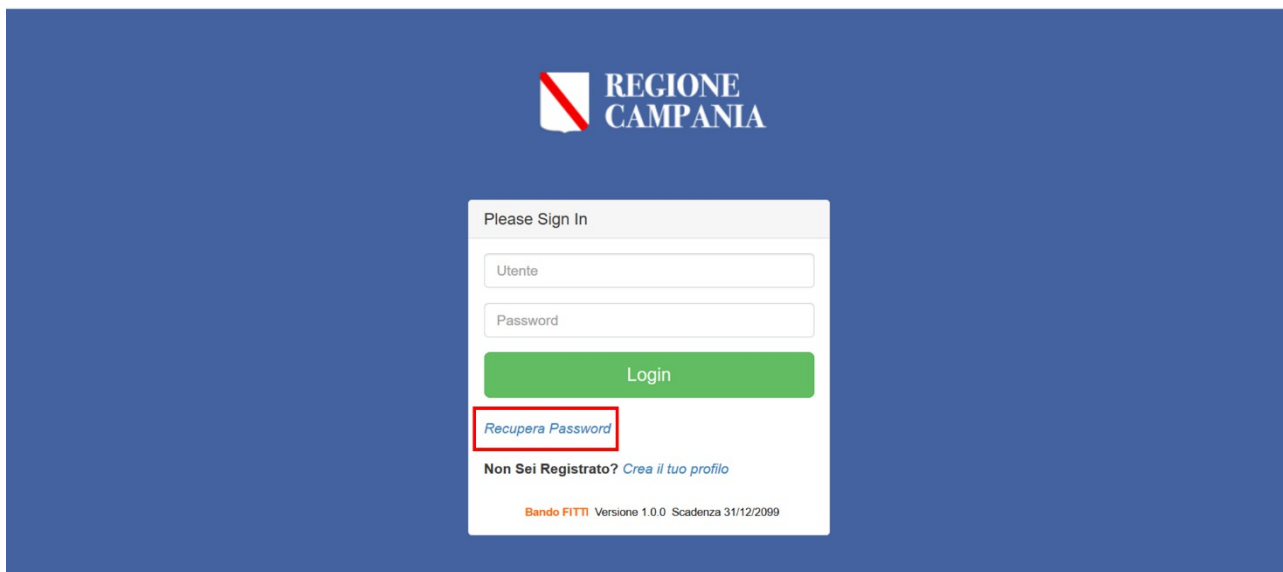 REGIONE
CAMPANIA
Please Sign In
Utente
Password
Login
Recupera Password
Non Sei Registrato? Crea il tuo profilo
Bando FITTI Versione 1.0.0 Scadenza 31/12/2099